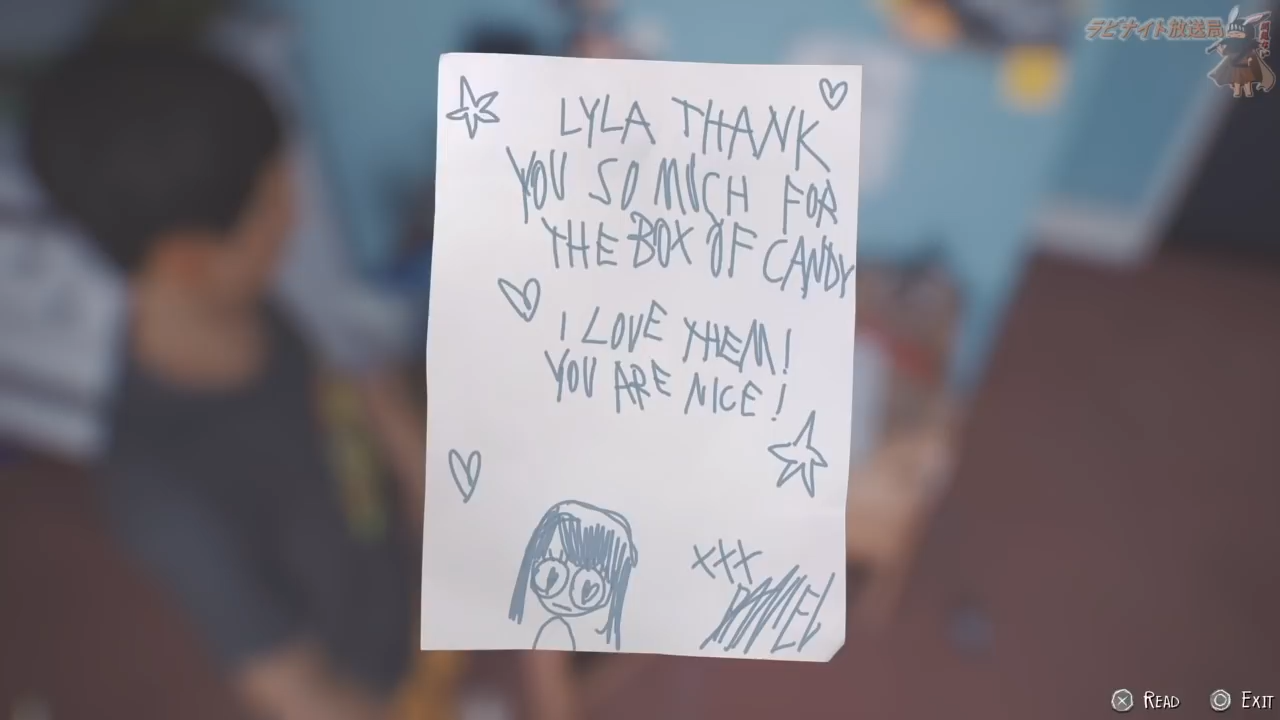 ラビナイト放送局
LYLA THANK
YOU SO MUCH FOR
THE BOX OF CANDY
I LOVE THEM!
YOU ARE NICE!
XXX
DANIEL
READ
EXIT